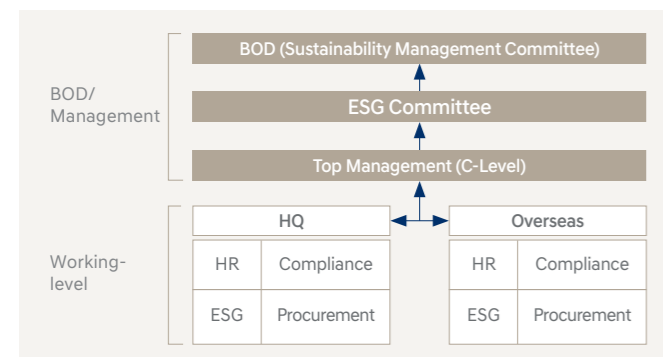 BOD (Sustainability Management Committee)
BOD/
Management
ESG Committee
Top Management (C-Level)
HQ
Overseas
Working-
level
HR
Compliance
HR
Compliance
ESG
Procurement
ESG
Procurement